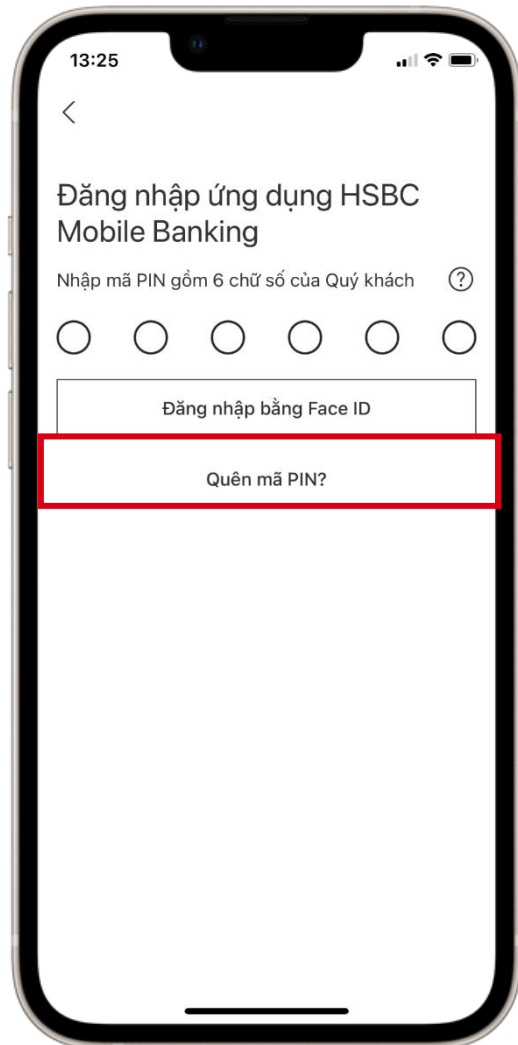 13:25
Đăng nhập ứng dụng HSBC
Mobile Banking
Nhập mã PIN gồm 6 chữ số của Quý khách ?
Đăng nhập bằng Face ID
Quên mã PIN?